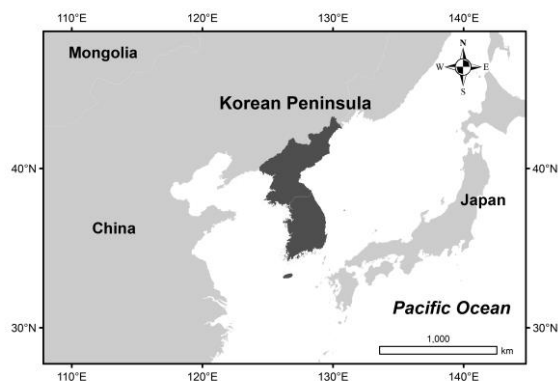 110°E 120°E 130°E 140°E
Mongolia
N
W E
S
Korean Peninsula
40°N 40°N
Japan
China
Pacific Ocean
30°N 30°N
1,000
km
110°E 120°E 130°E 140°E